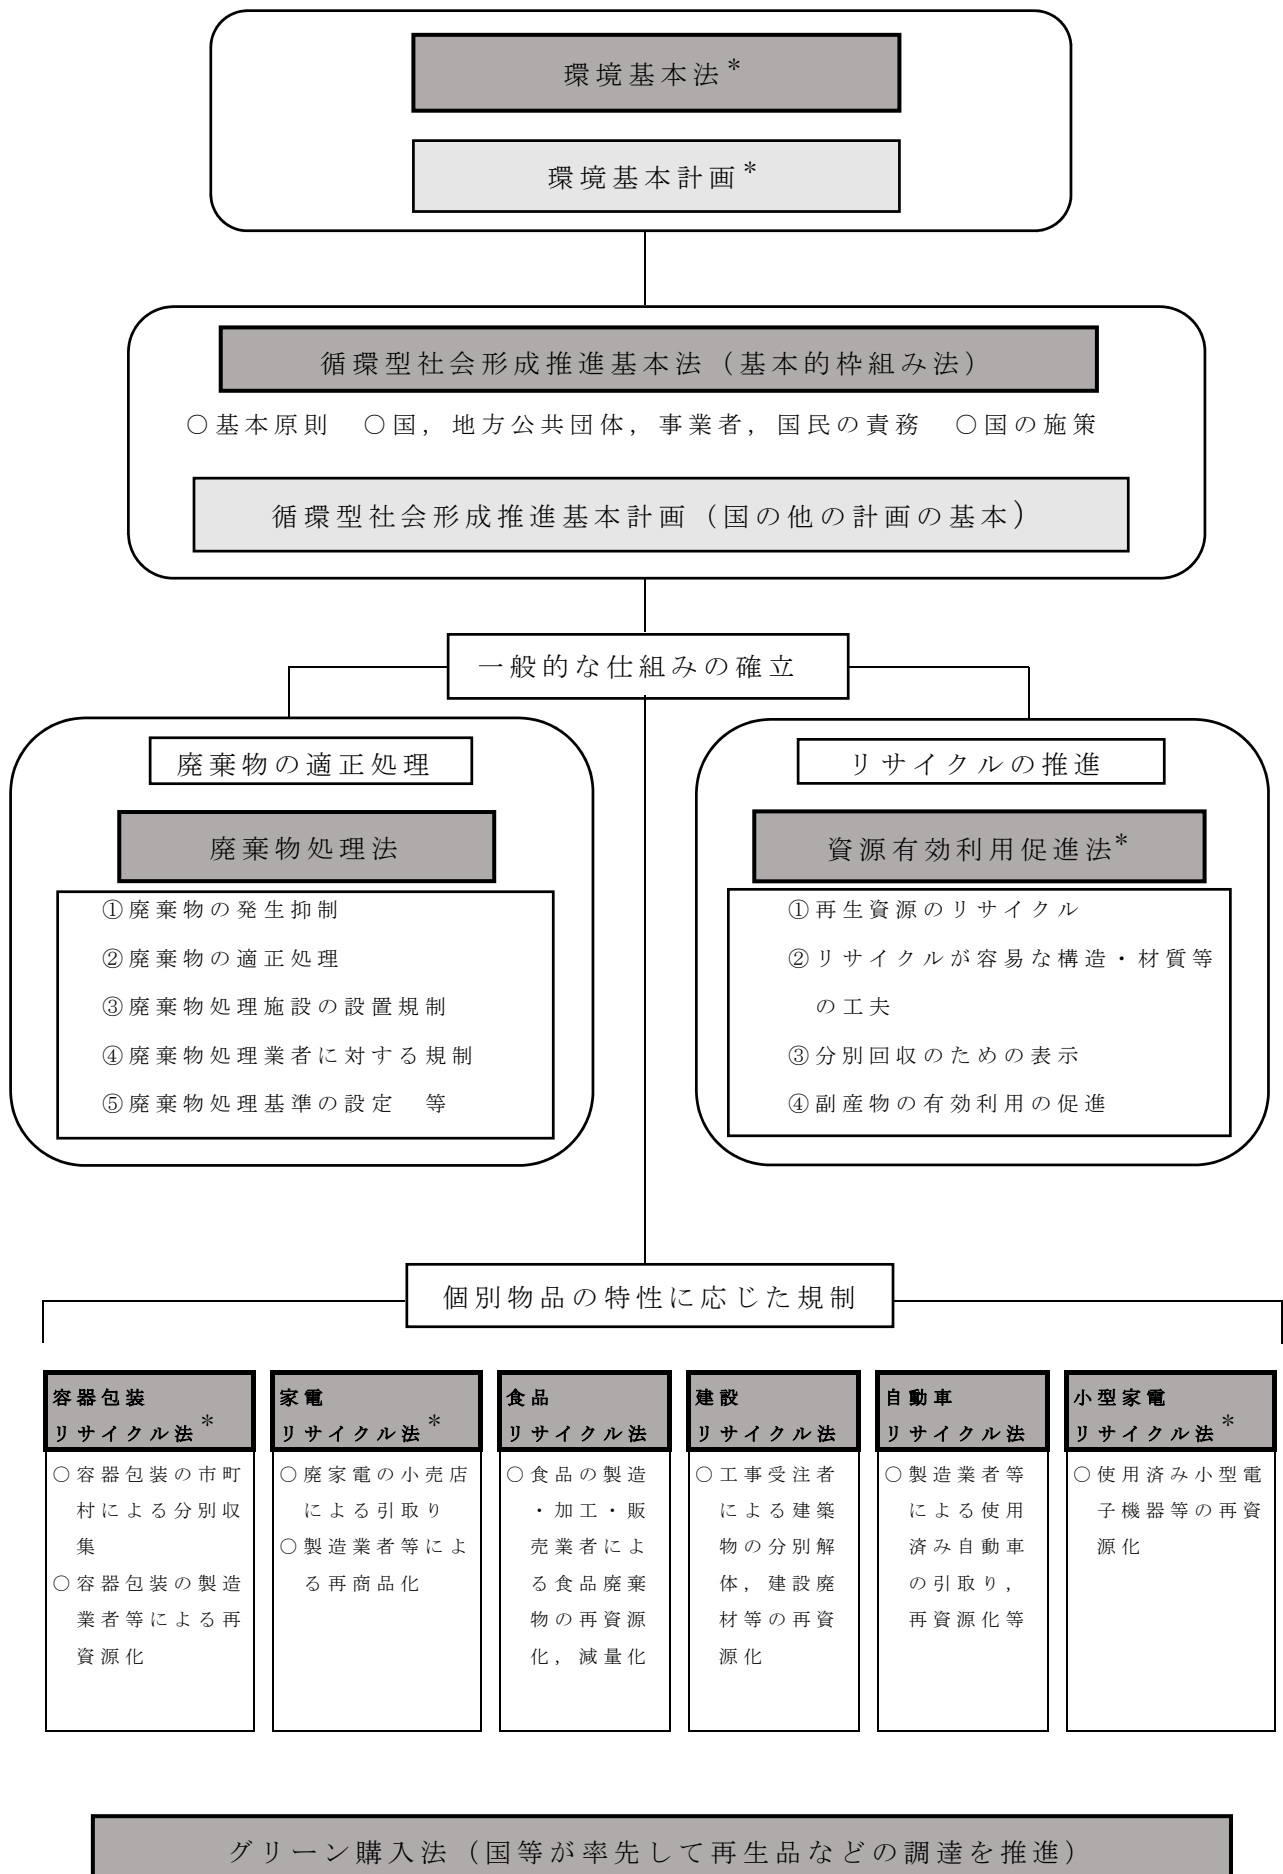 環境基本法*
環境基本計画*
循環型社会形成推進基本法（基本的枠組み法）
○基本原則　○国，地方公共団体，事業者，国民の責務　○国の施策
循環型社会形成推進基本計画（国の他の計画の基本）
一般的な仕組みの確立
廃棄物の適正処理
廃棄物処理法
①廃棄物の発生抑制
②廃棄物の適正処理
③廃棄物処理施設の設置規制
④廃棄物処理業者に対する規制
⑤廃棄物処理基準の設定　等
リサイクルの推進
資源有効利用促進法*
①再生資源のリサイクル
②リサイクルが容易な構造・材質等
の工夫
③分別回収のための表示
④副産物の有効利用の促進
個別物品の特性に応じた規制
容器包装
リサイクル法*
○容器包装の市町
村による分別収
集
○容器包装の製造
業者等による再
資源化
家電
リサイクル法*
○廃家電の小売店
による引取り
○製造業者等によ
る再商品化
食品
リサイクル法
○食品の製造
・加工・販
売業者によ
る食品廃棄
物の再資源
化，減量化
建設
リサイクル法
○工事受注者
による建築
物の分別解
体，建設廃
材等の再資
源化
自動車
リサイクル法
○製造業者等
による使用
済み自動車
の引取り，
再資源化等
小型家電
リサイクル法*
○使用済み小型電
子機器等の再資
源化
グリーン購入法（国等が率先して再生品などの調達を推進）